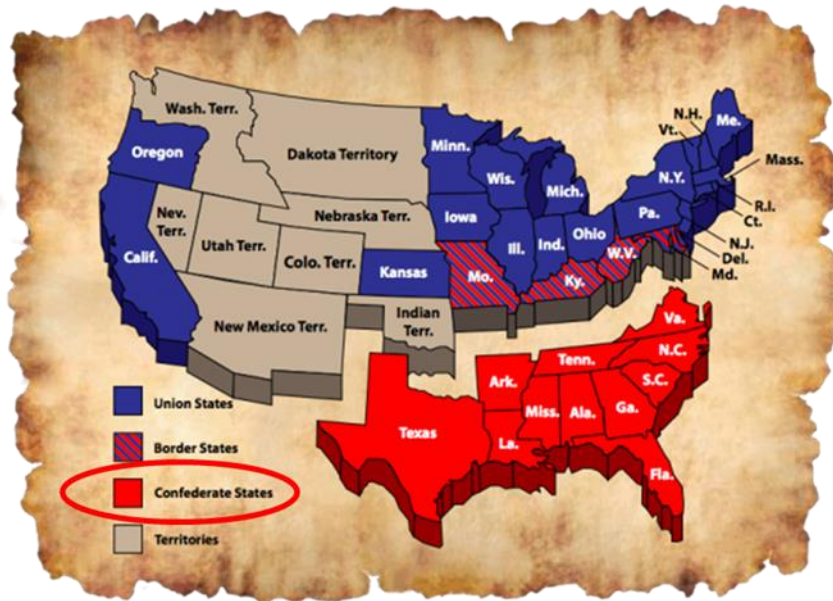 N.H.
Me.
Wash. Terr.
Vt.
Oregon
Minn.
Dakota Territory
Mass.
Wis.
N.Y.
Mich.
R.I.
Nev.
Terr.
Nebraska Terr.
Iowa
Pa.
Ct.
Utah Terr.
Ill.
Ind.
Ohio
N.J.
Calif.
Colo. Terr.
Kansas
Mo.
W.V.
Del.
Ky.
Md.
New Mexico Terr.
Indian
Terr.
Va.
Tenn.
N.C.
Ark.
S.C.
Texas
Miss.
Ala.
Ga.
La.
Fla.
Union States
Border States
Confederate States
Territories